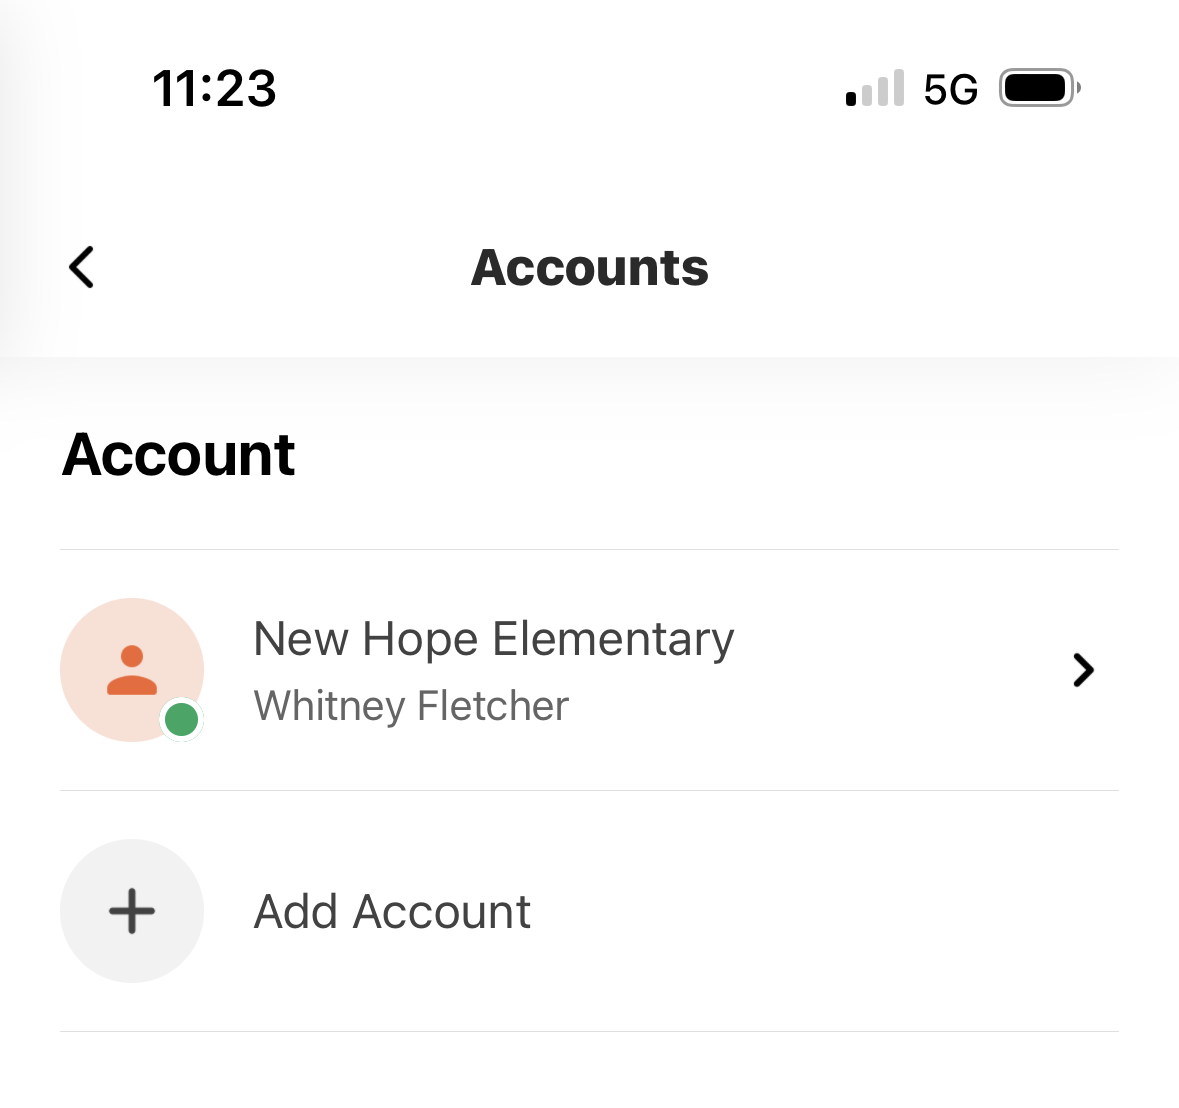 11:23
5G
Accounts
Account
New Hope Elementary
Whitney Fletcher
Add Account